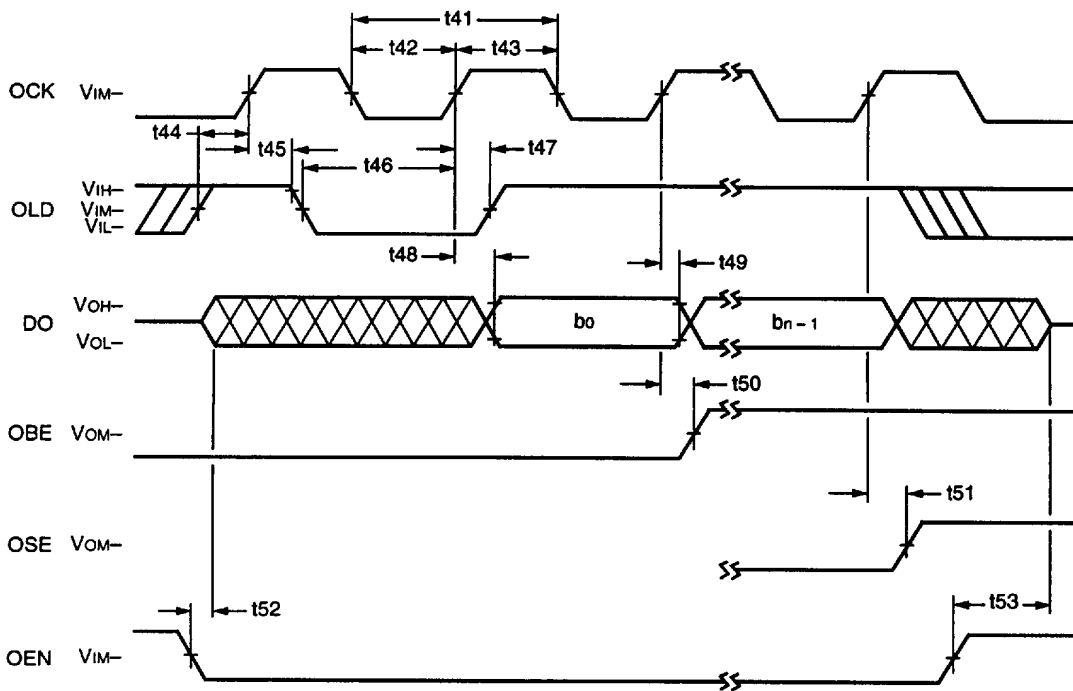 t41
t42 t43
OCK VIM–
t44
t45 t46 t47
VIH–
OLD VIM–
VIL–
t48 t49
VOH–
DO b0 bn – 1
VOL–
t50
OBE VOM–
t51
OSE VOM–
t52 t53
OEN VIM–